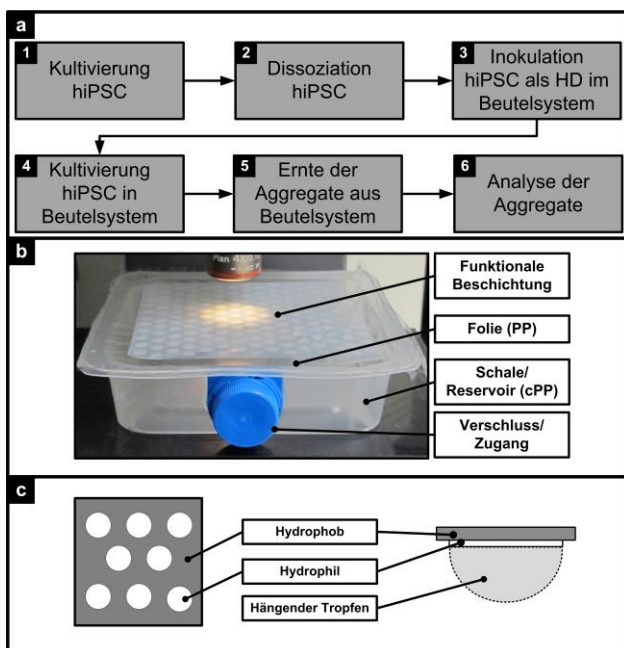 a
1
Kultivierung
hiPSC
2
Dissoziation
hiPSC
3
Inokulation
hiPSC als HD im
Beutelsystem
4
Kultivierung
hiPSC in
Beutelsystem
5
Ernte der
Aggregate aus
Beutelsystem
6
Analyse der
Aggregate
b
Plan
Funktionale
Beschichtung
Folie (PP)
Schale/
Reservoir (cPP)
Verschluss/
Zugang
c
Hydrophob
Hydrophil
Hängender Tropfen